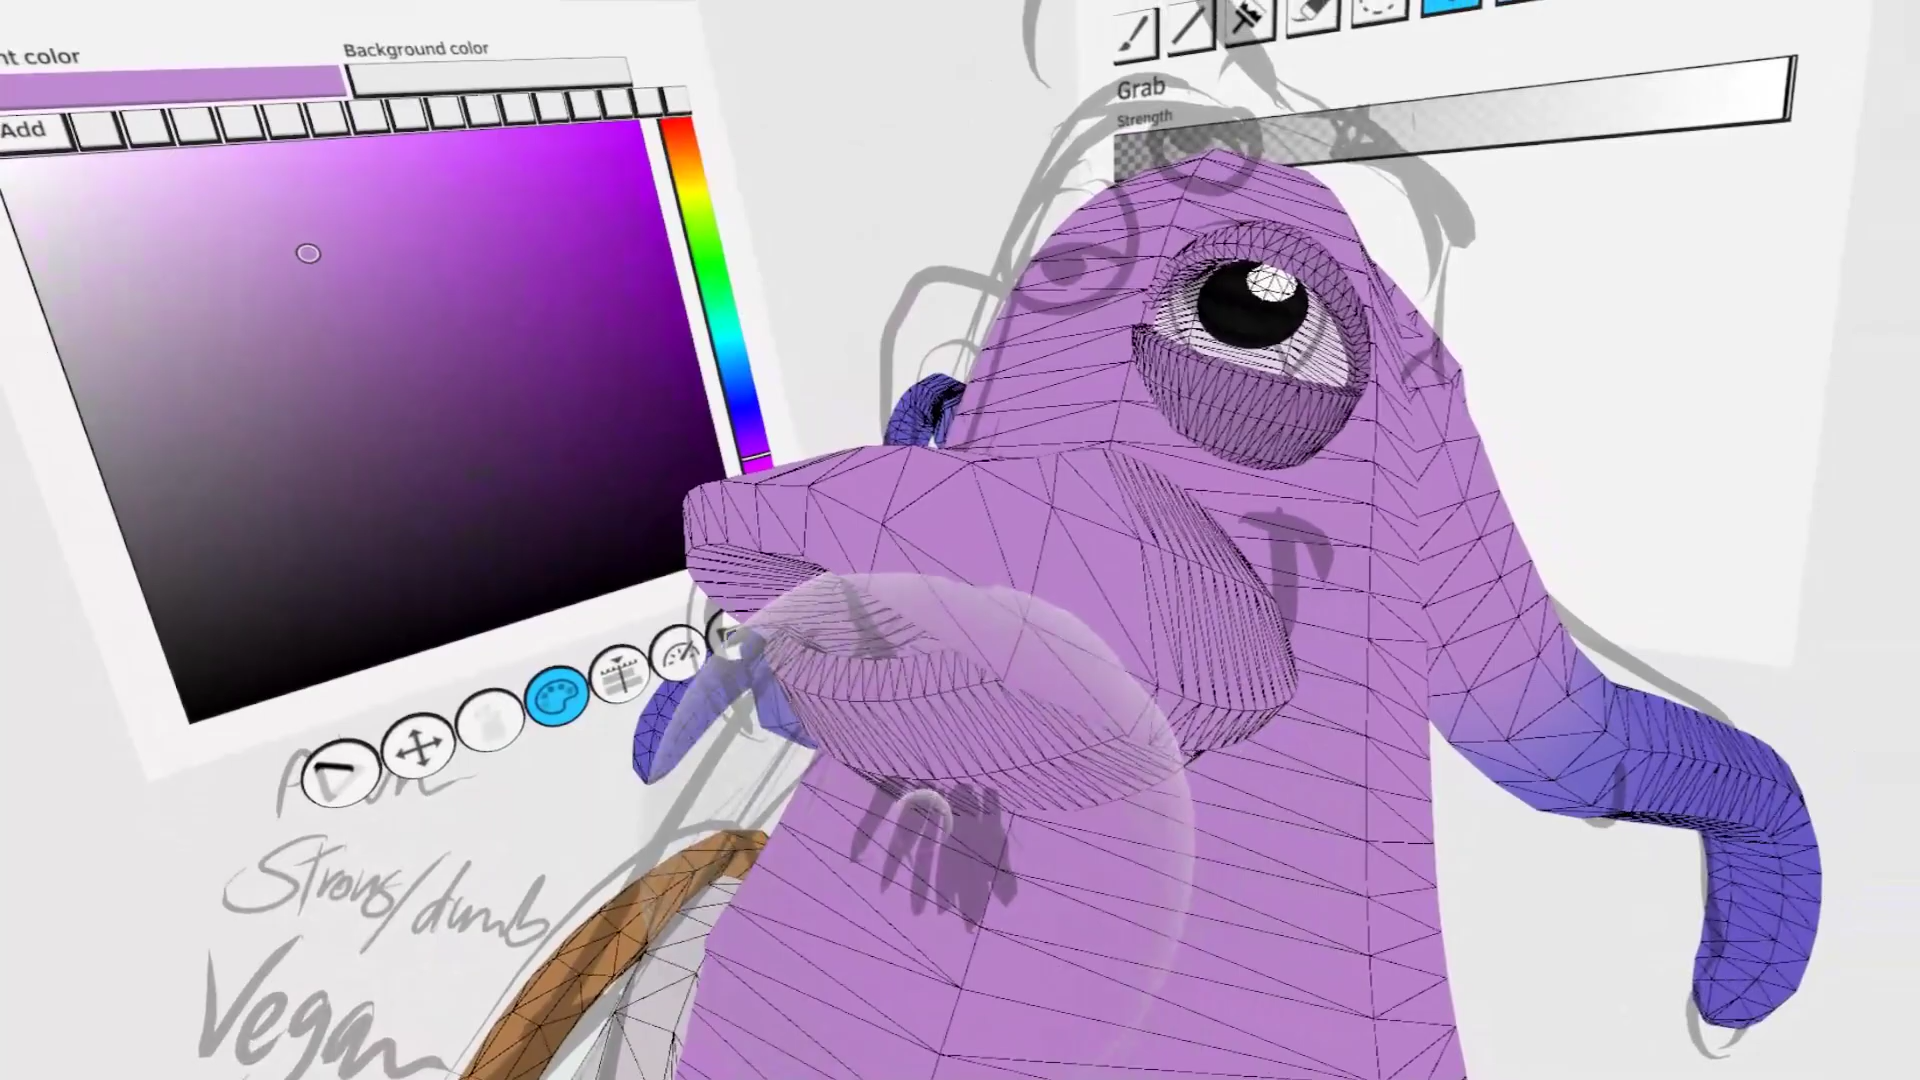 nt color
Background color
Add
Grab
Strength
Strong/dumb
Vegan